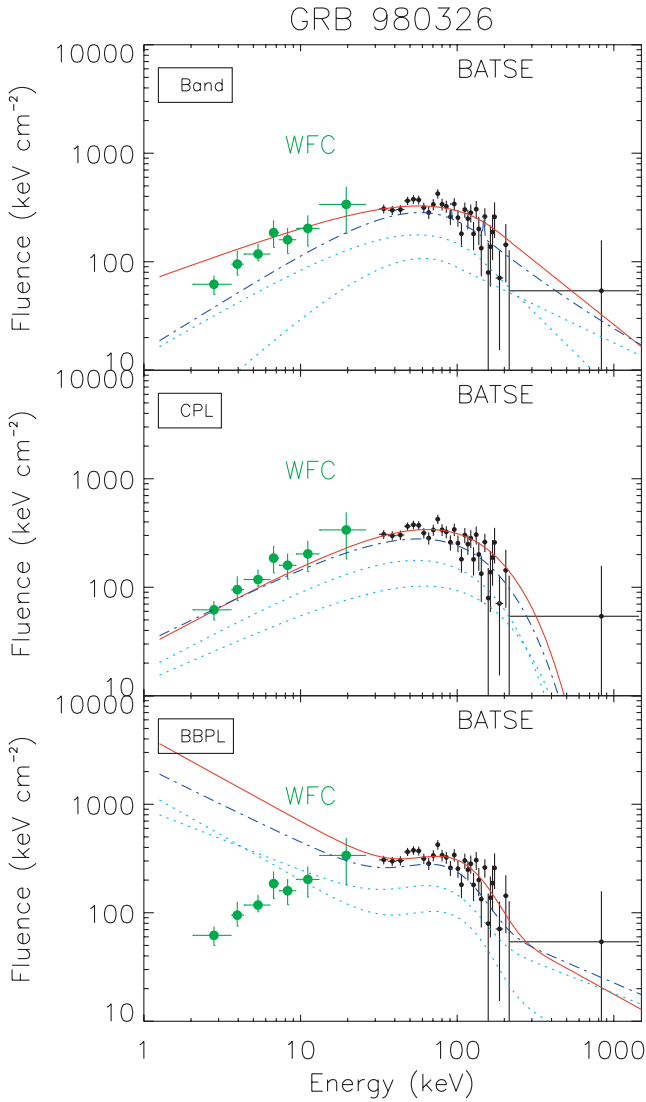 GRB 980326
10000
1000
100
10
Fluence (keV cm⁻²)
Band
BATSE
WFC
10000
1000
100
10
Fluence (keV cm⁻²)
CPL
BATSE
WFC
10000
1000
100
10
Fluence (keV cm⁻²)
BBPL
BATSE
WFC
1 10 100 1000
Energy (keV)